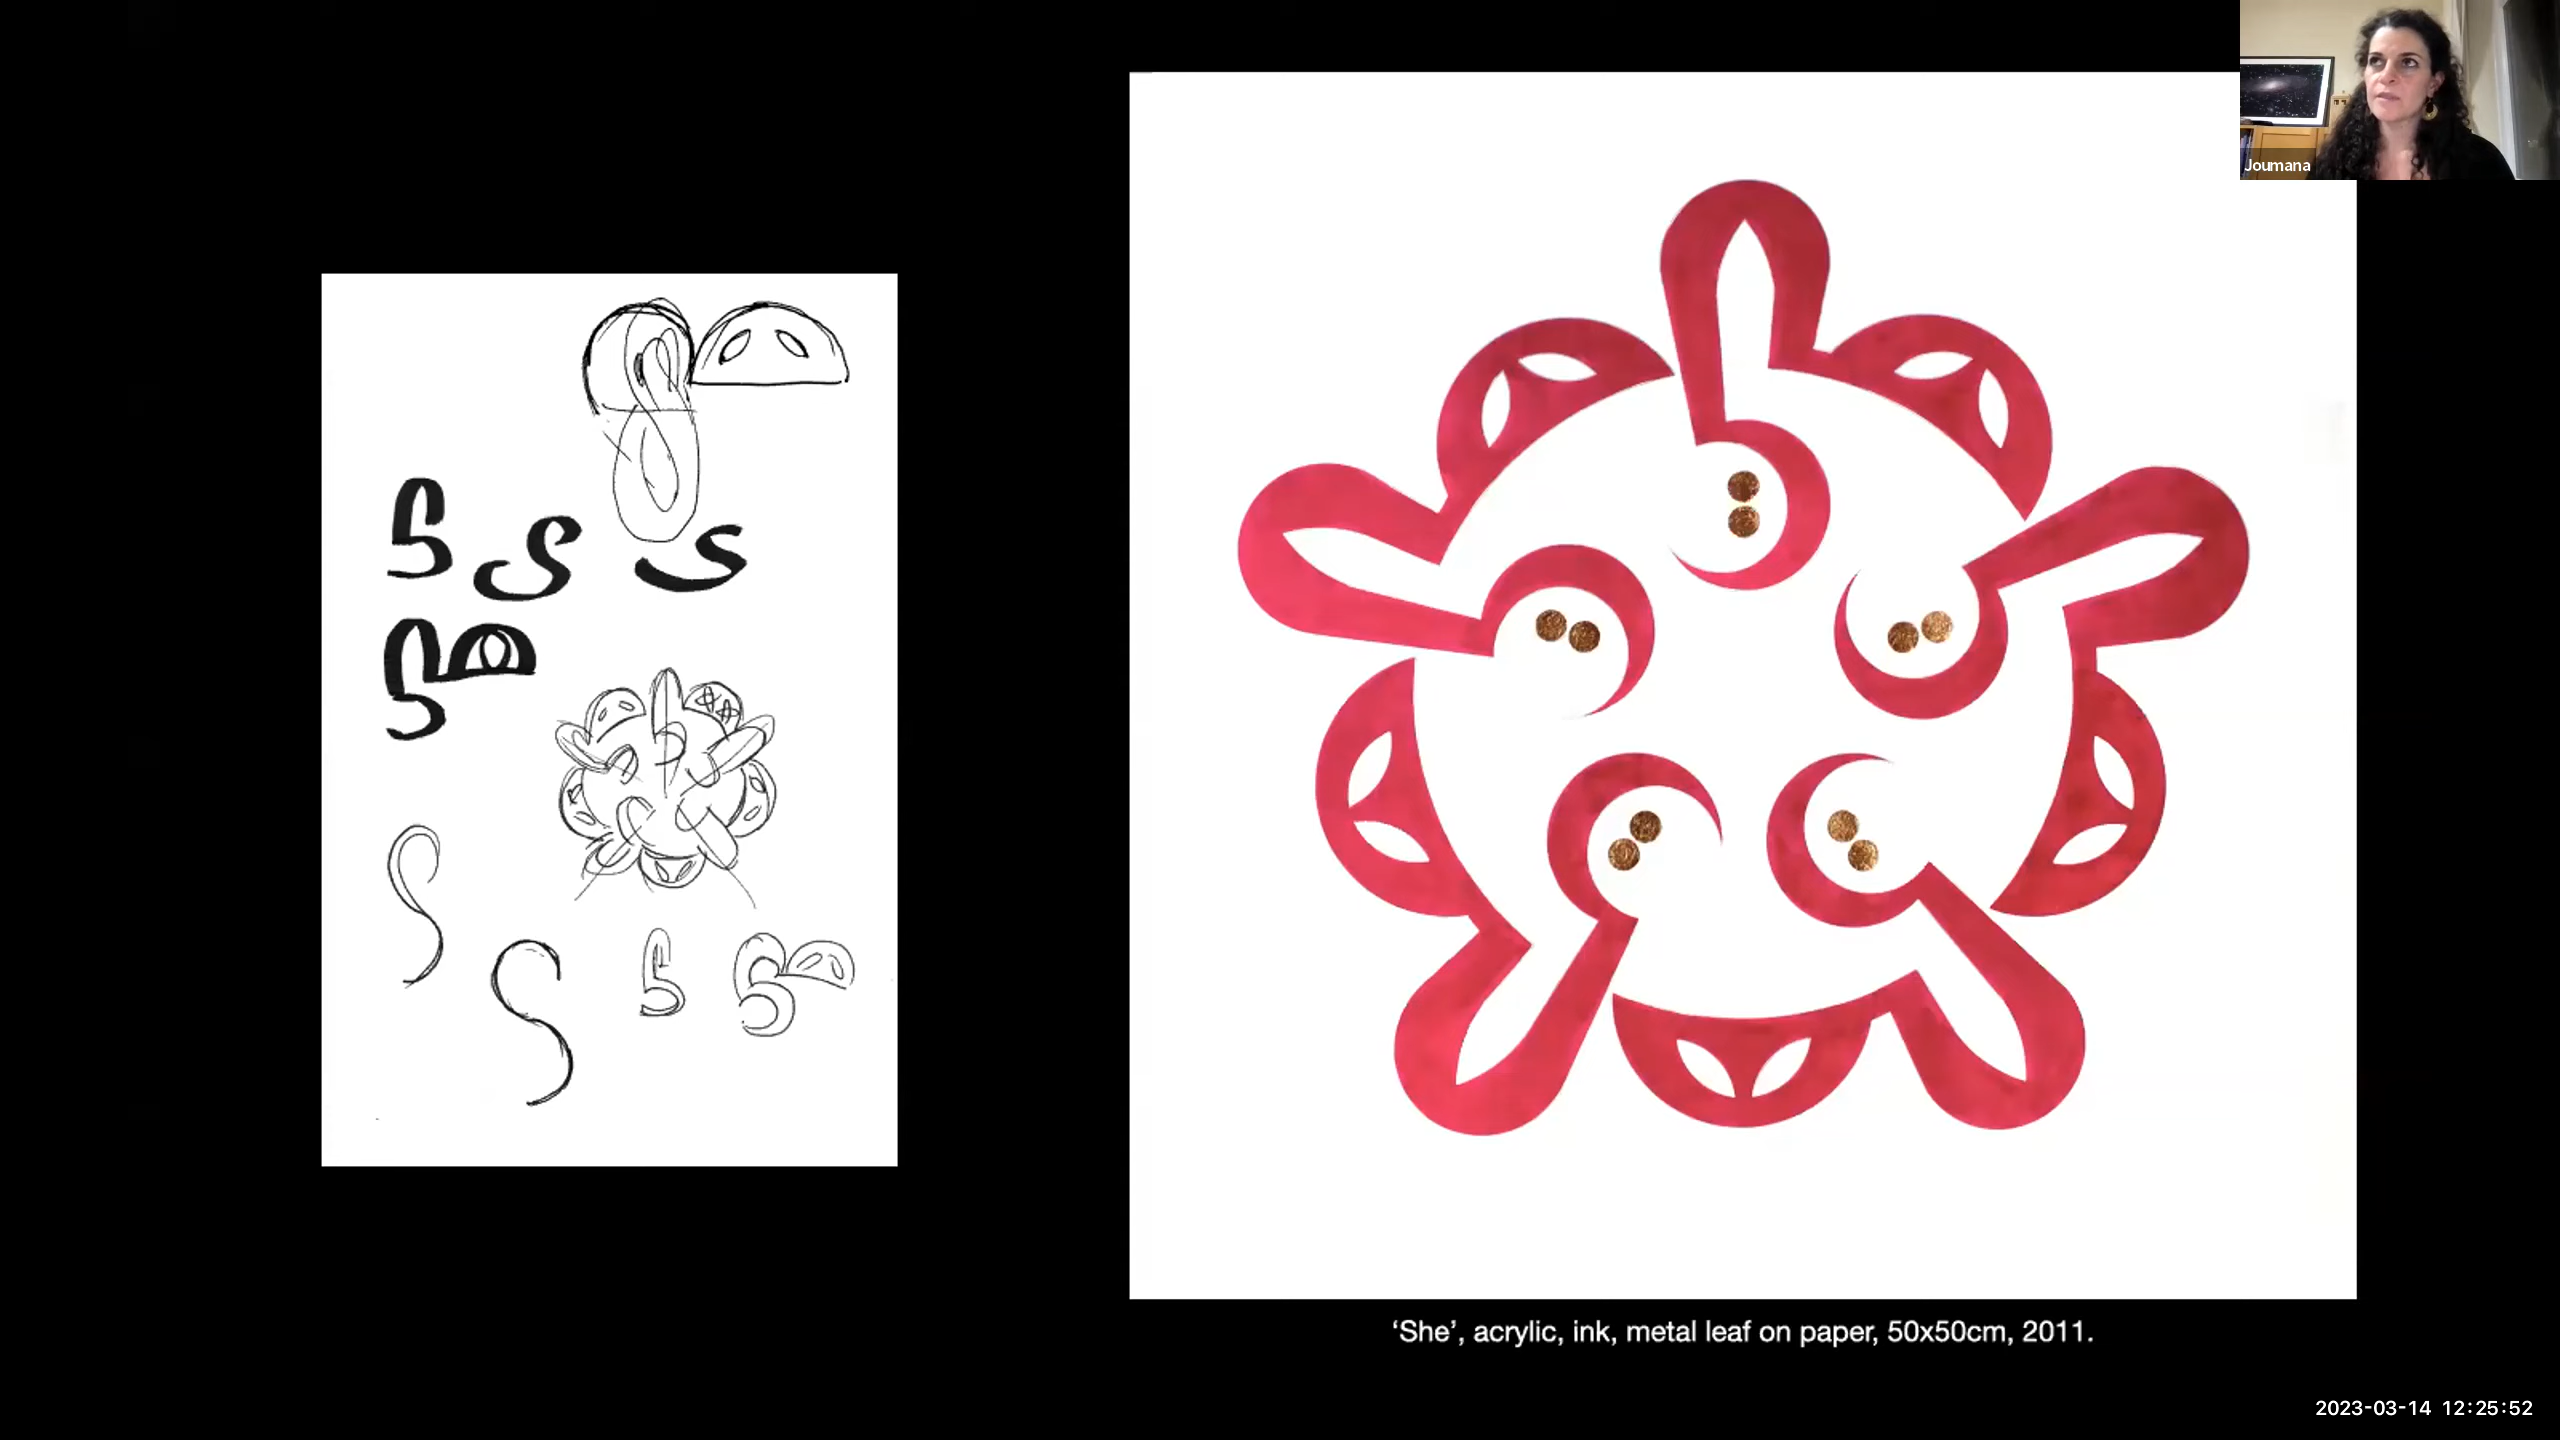 Joumana
‘She’, acrylic, ink, metal leaf on paper, 50x50cm, 2011.
2023-03-14 12:25:52